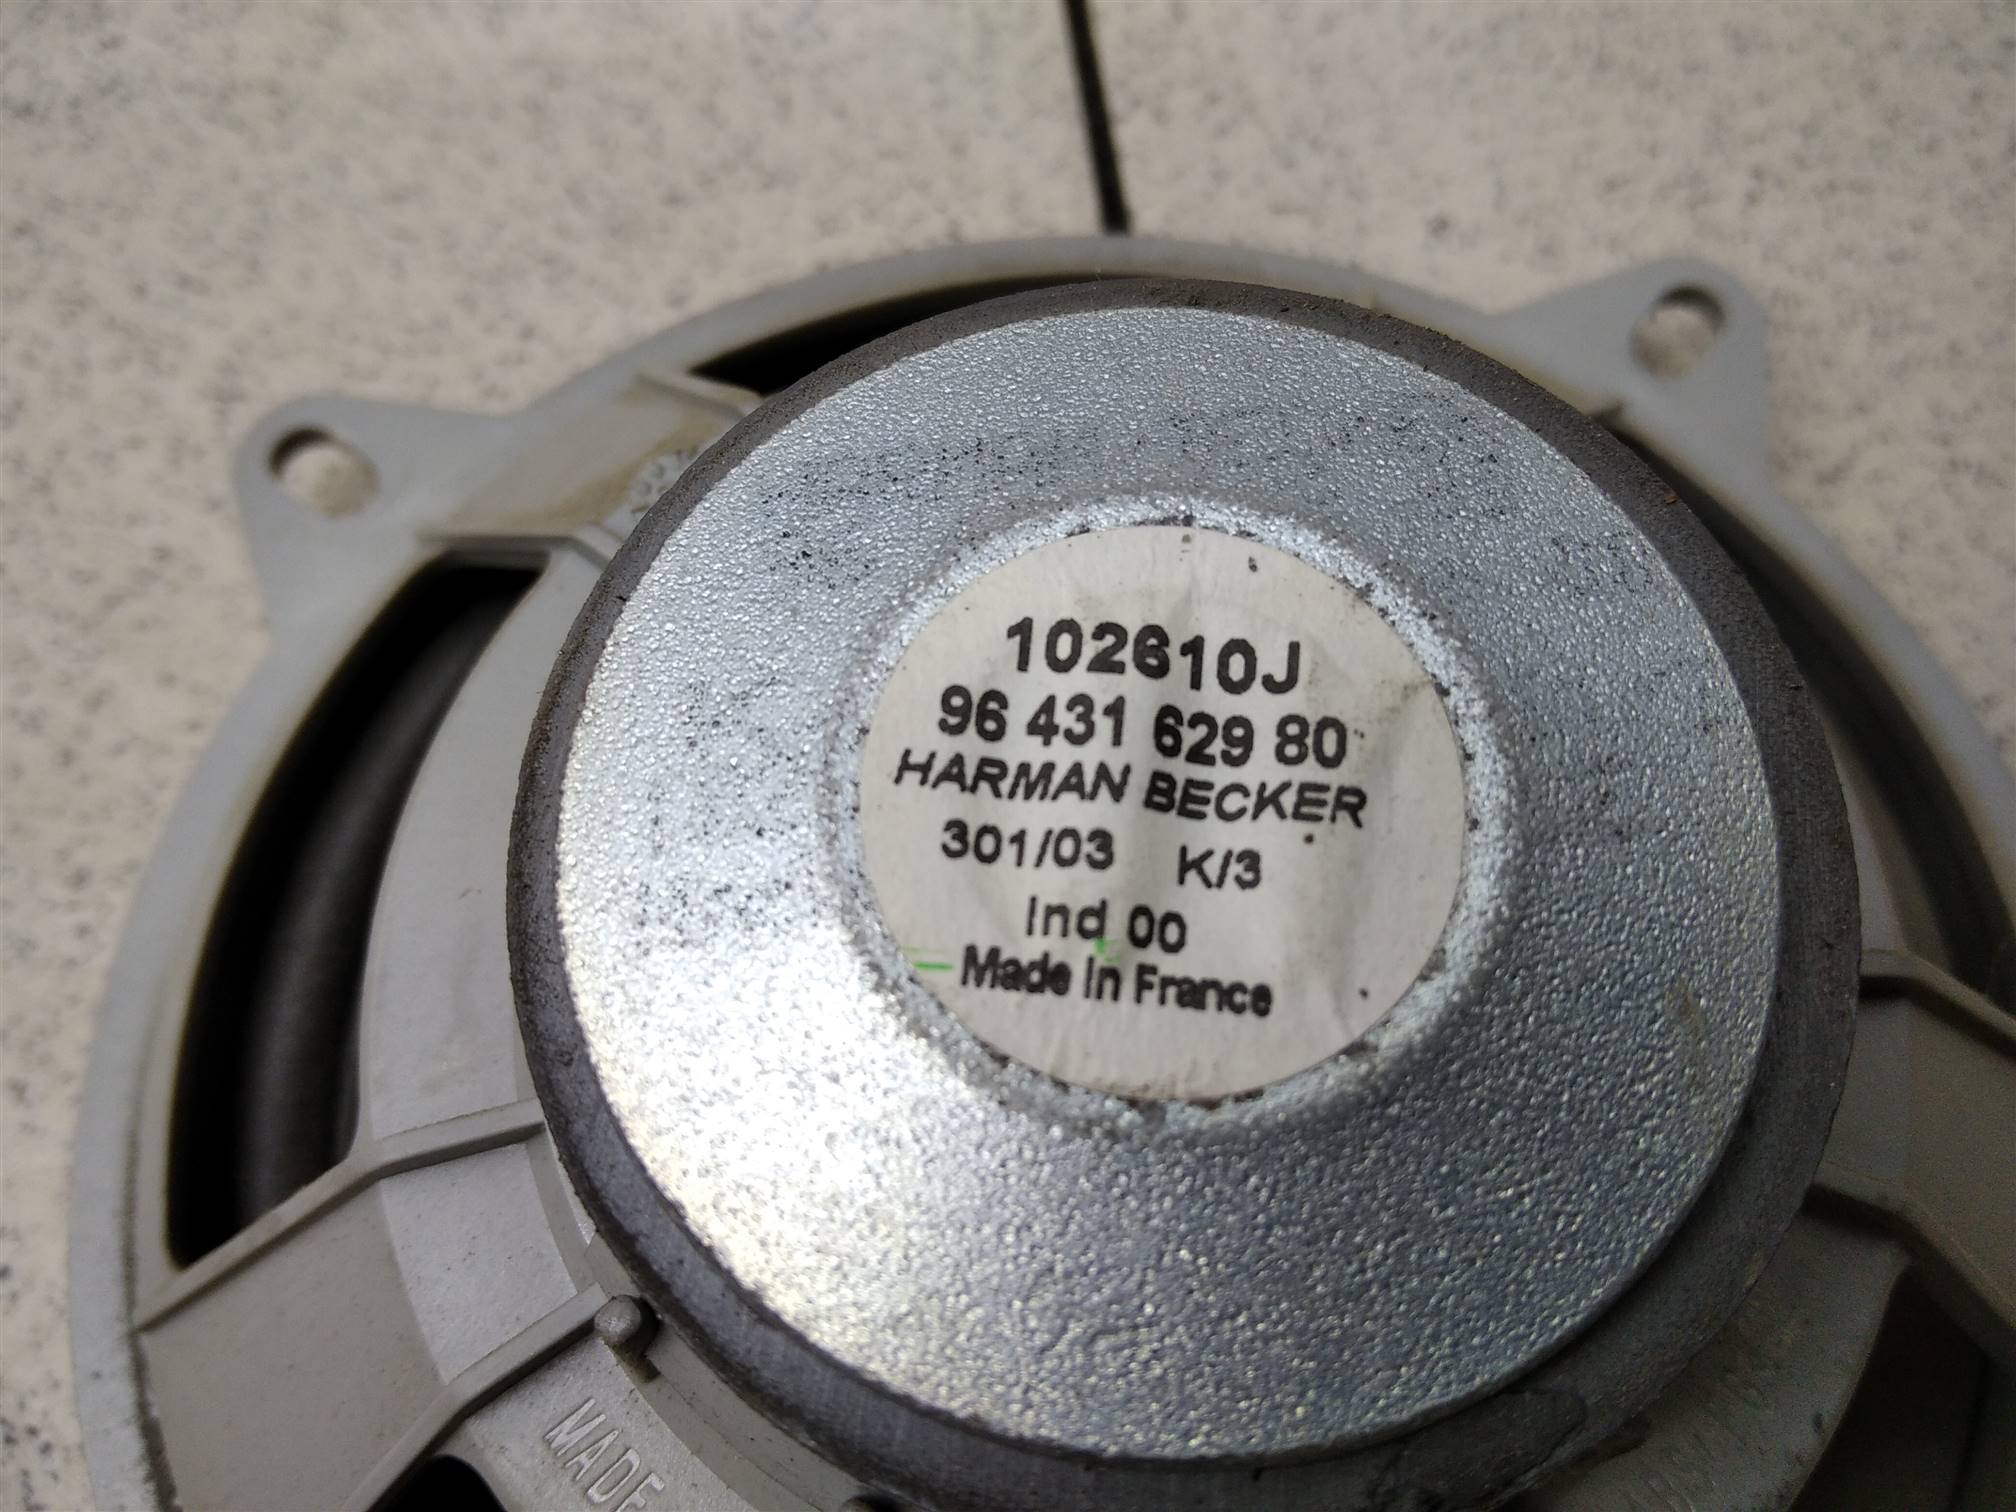 102610J
96 431 629 80
HARMAN BECKER
301/03 K/3
Ind 00
Made in France
MADE